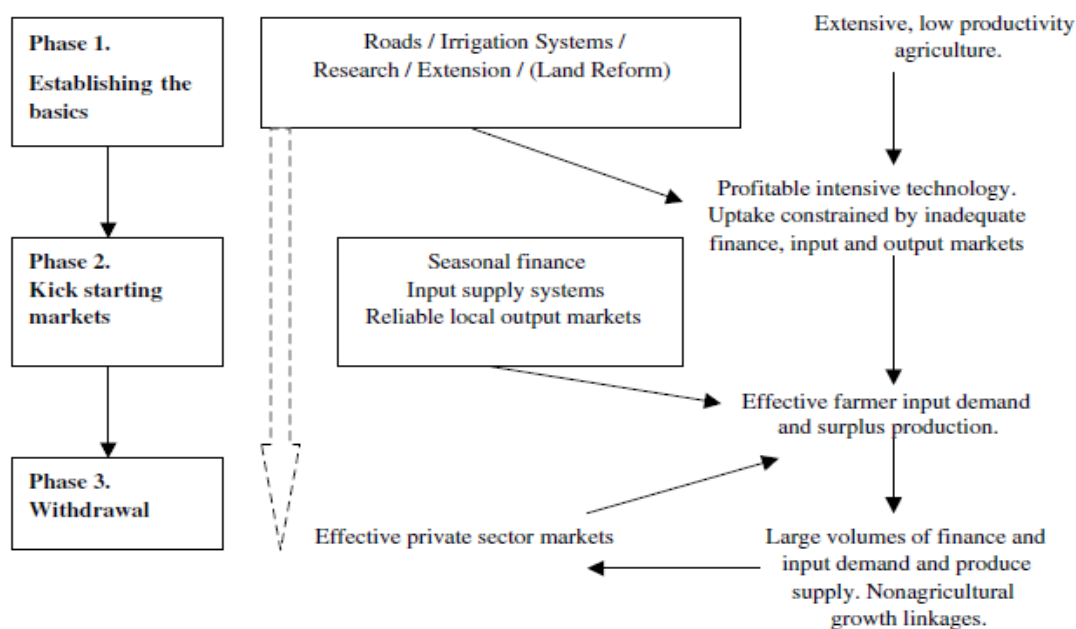 Phase 1.
Establishing the
basics
Roads / Irrigation Systems /
Research / Extension / (Land Reform)
Extensive, low productivity
agriculture.
Profitable intensive technology.
Uptake constrained by inadequate
finance, input and output markets
Phase 2.
Kick starting
markets
Seasonal finance
Input supply systems
Reliable local output markets
Effective farmer input demand
and surplus production.
Phase 3.
Withdrawal
Effective private sector markets
Large volumes of finance and
input demand and produce
supply. Nonagricultural
growth linkages.